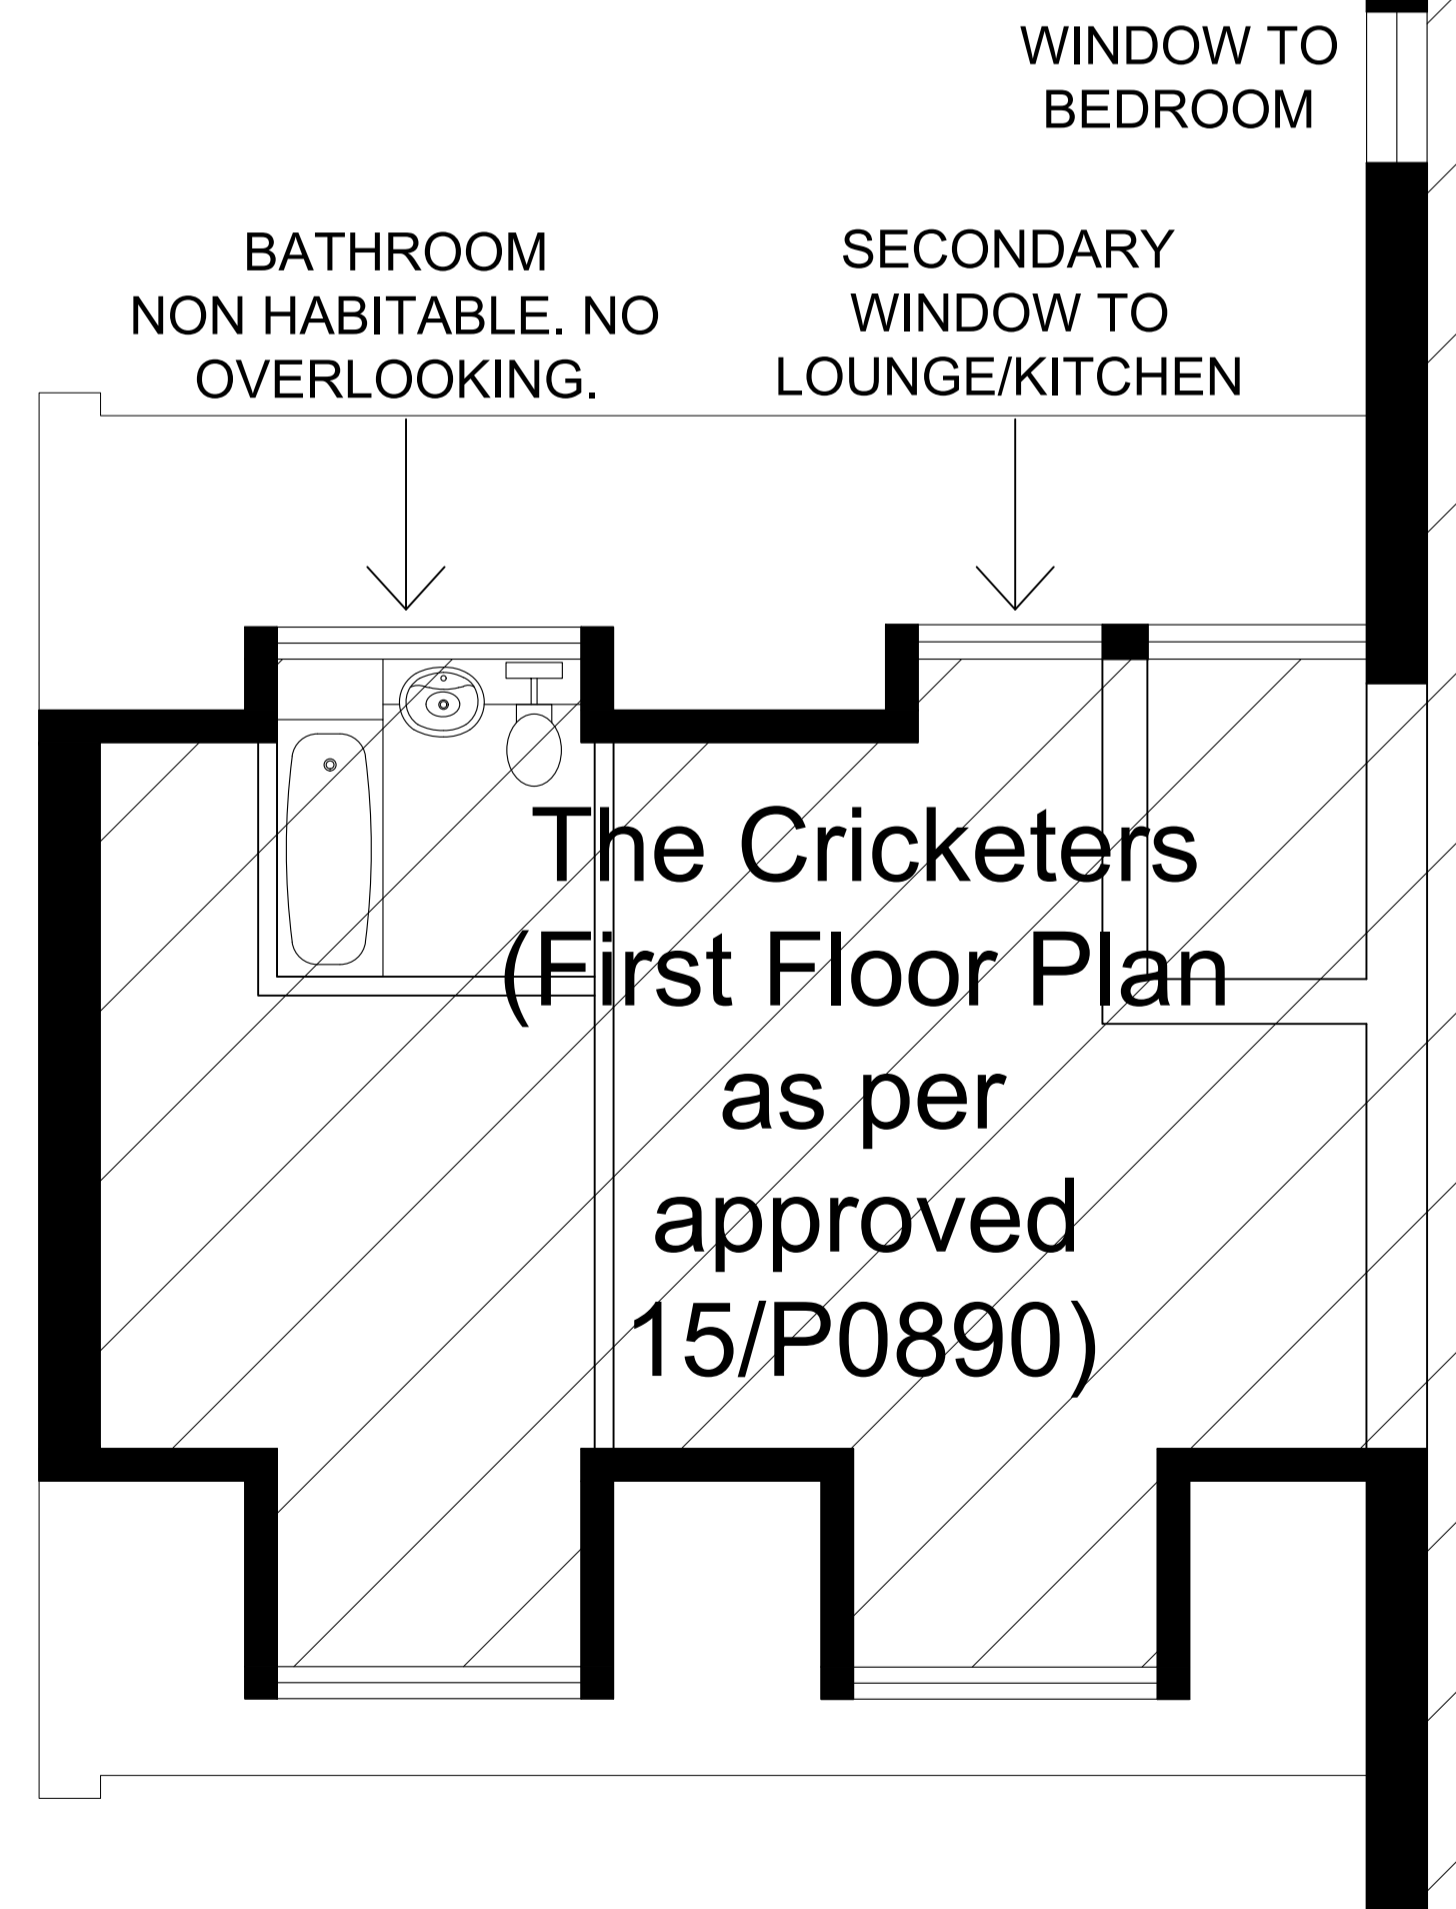 WINDOW TO
BEDROOM
BATHROOM
NON HABITABLE. NO
OVERLOOKING.
SECONDARY
WINDOW TO
LOUNGE/KITCHEN
The Cricketers
(First Floor Plan
as per
approved
15/P0890)